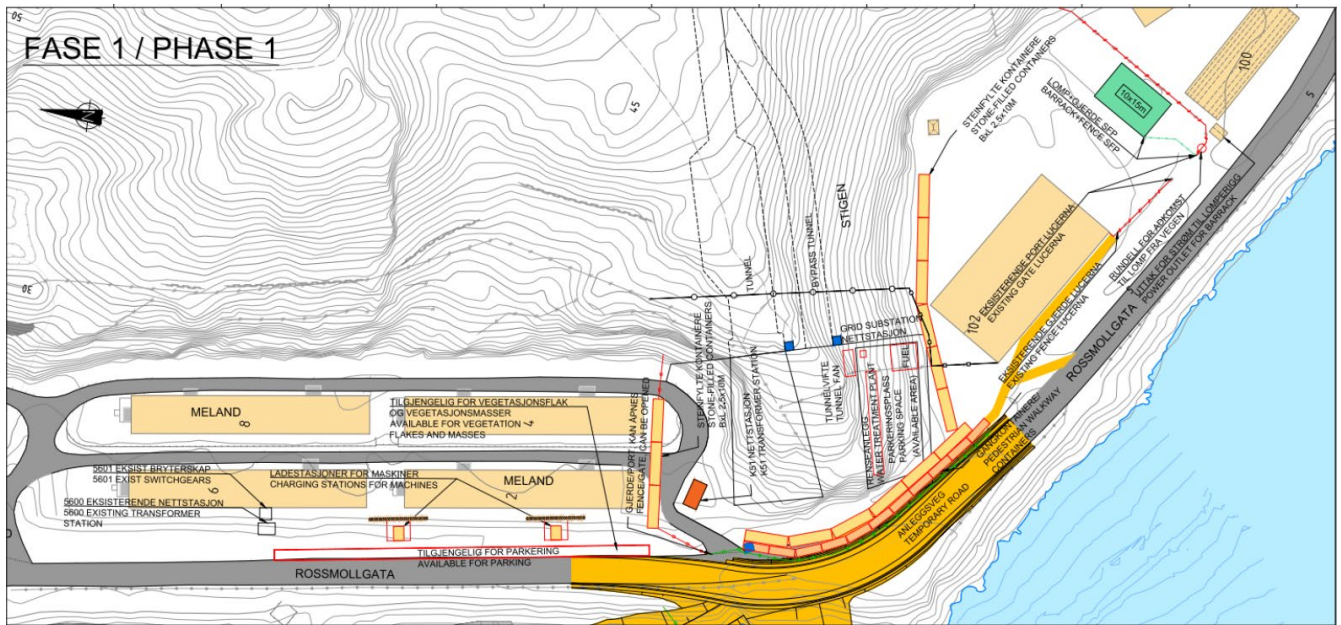 FASE 1 / PHASE 1
50
N
45
30
STEINFYLTE KONTAINERE
STONE-FILLED CONTAINERS
BxL 2,5x10M
LOMP+GJERDE SFP
BARRACK+FENCE SFP
10x15m
100
5
STIGEN
TUNNEL
BYPASS TUNNEL
102
EKSISTERENDE PORT LUCERNA
EXISTING GATE LUCERNA
RUNDELL FOR ADKOMST
TIL LOMP FRA VEGEN
UTTAK FOR STRØM TIL LOMPERIGG
POWER OUTLET FOR BARRACK
5
EKSISTERENDE GJERDE LUCERNA
EXISTING FENCE LUCERNA
ROSSMOLLGATA
GRID SUBSTATION
NETTSTASJON
STEINFYLTE KONTAINERE
STONE-FILLED CONTAINERS
BxL 2,5x10M
K51 NETTSTASJON
K51 TRANSFORMER STATION
TUNNELVIFTE
TUNNEL FAN
RENSEANLEGG
WATER TREATMENT PLANT
PARKERINGSPLASS
PARKING SPACE
(AVAILABLE AREA)
FUEL
GJERDE/PORT, KAN ÅPNES
FENCE/GATE, (CAN BE OPENED
MELAND
8
4
TILGJENGELIG FOR VEGETASJONSFLAK
OG VEGETASJONSMASSER
AVAILABLE FOR VEGETATION
FLAKES AND MASSES
5601 EKSIST BRYTERSKAP
5601 EXIST SWITCHGEARS
5600 EKSISTERENDE NETTSTASJON
5600 EXISTING TRANSFORMER
STATION
6
LADESTASJONER FOR MASKINER
CHARGING STATIONS FØR MACHINES
2
MELAND
TILGJENGELIG FOR PARKERING
AVAILABLE FOR PARKING
ROSSMOLLGATA
ANLEGGSVEG
TEMPORARY ROAD
GANGKONTAINERE/
PEDESTRIAN WALKWAY
CONTAINERS